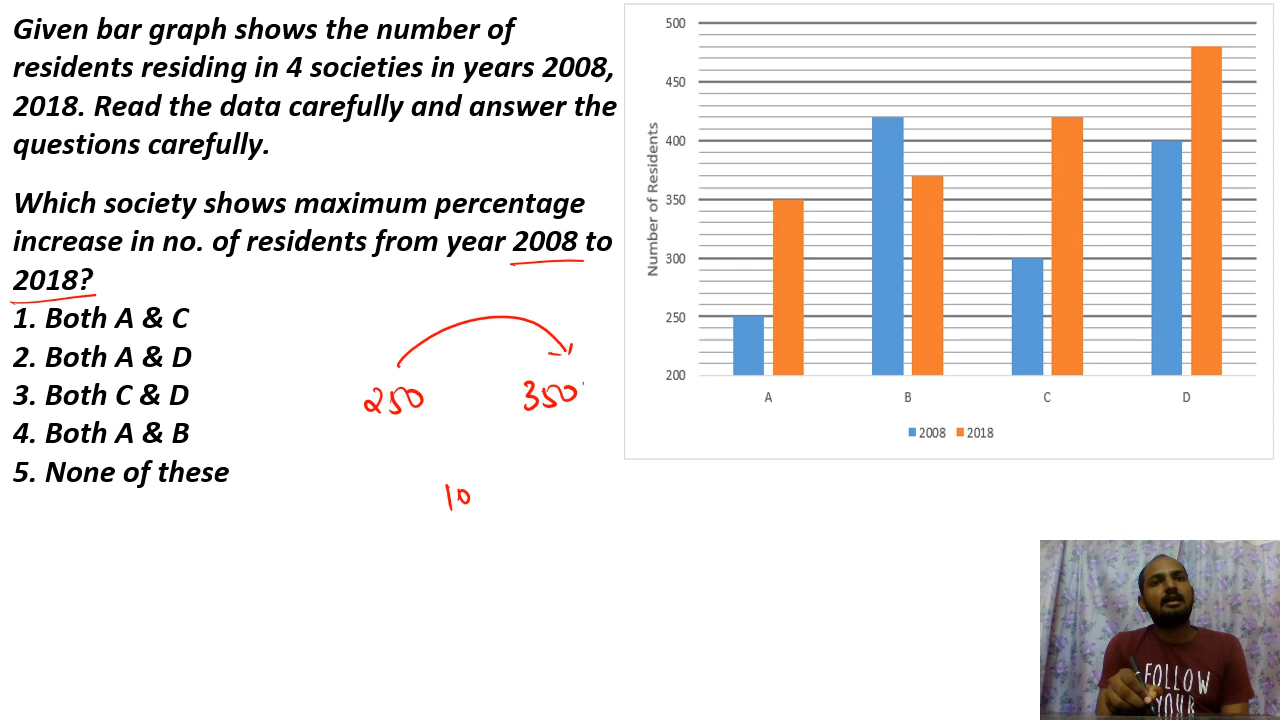 Given bar graph shows the number of
residents residing in 4 societies in years 2008,
2018. Read the data carefully and answer the
questions carefully.
Which society shows maximum percentage
increase in no. of residents from year 2008 to
2018?
1. Both A & C
2. Both A & D
3. Both C & D
4. Both A & B
5. None of these
250 350
10
Number of Residents
500
450
400
350
300
250
200
A B C D
2008 2018
FOLLOW
YOUR